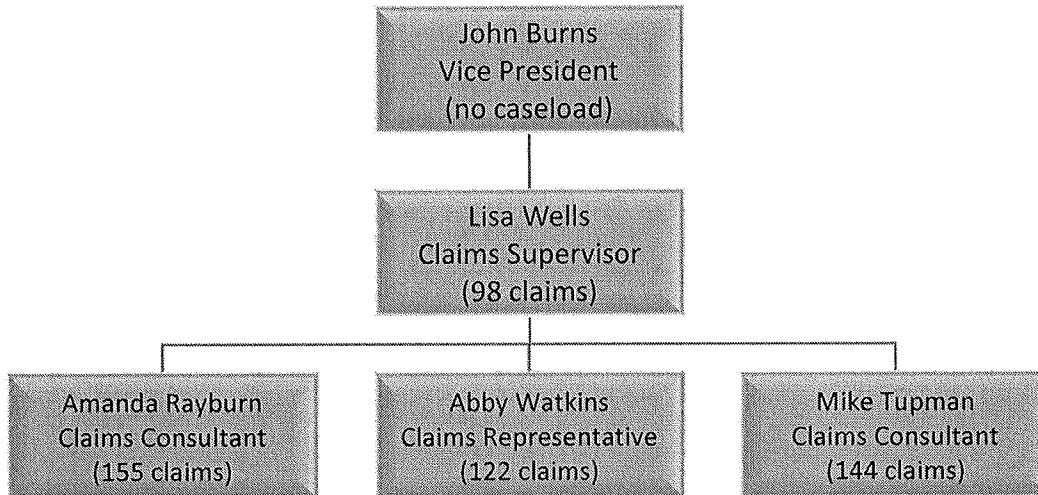 John Burns
Vice President
(no caseload)
Lisa Wells
Claims Supervisor
(98 claims)
Amanda Rayburn
Claims Consultant
(155 claims)
Abby Watkins
Claims Representative
(122 claims)
Mike Tupman
Claims Consultant
(144 claims)